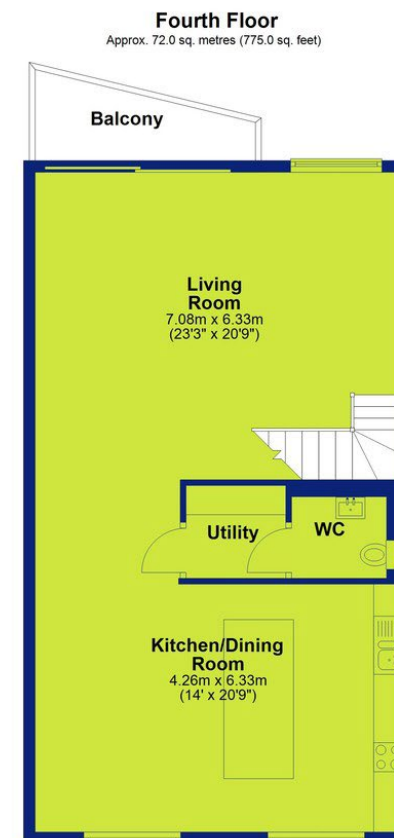 Fourth Floor
Approx. 72.0 sq. metres (775.0 sq. feet)
Balcony
Living
Room
7.08m x 6.33m
(23'3" x 20'9")
Utility
WC
Kitchen/Dining
Room
4.26m x 6.33m
(14' x 20'9")